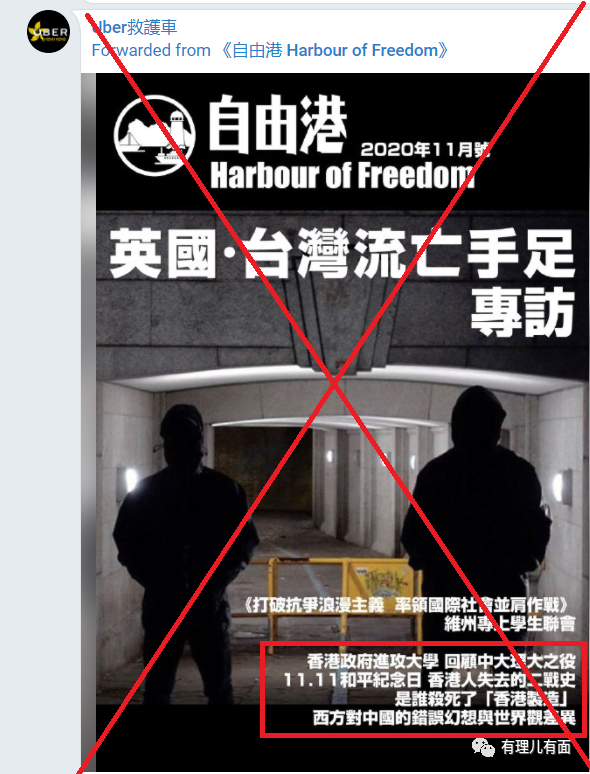 UBER
Uber救護車
Forwarded from 《自由港 Harbour of Freedom》
自由港
2020年11月號
Harbour of Freedom
英國·台灣流亡手足
專訪
《打破抗爭浪漫主義 率領國際社會並肩作戰》
維州專上學生聯會
香港政府進攻大學 回顧中大理大之役
11.11和平紀念日 香港人失去的二戰史
是誰殺死了「香港製造」
西方對中國的錯誤幻想與世界觀差異
有理儿有面